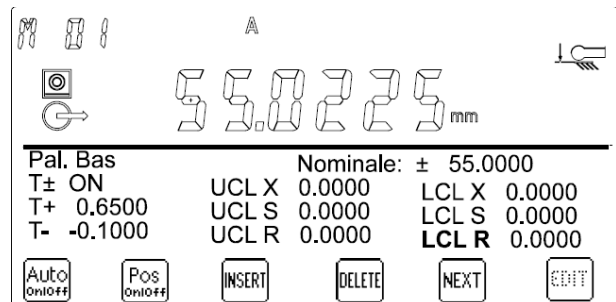 M 01 A
55.0225 mm
Pal. Bas Nominale: ± 55.0000
T± ON UCL X 0.0000 LCL X 0.0000
T+ 0.6500 UCL S 0.0000 LCL S 0.0000
T- -0.1000 UCL R 0.0000 LCL R 0.0000
Auto On|Off Pos On|Off INSERT DELETE NEXT EDIT